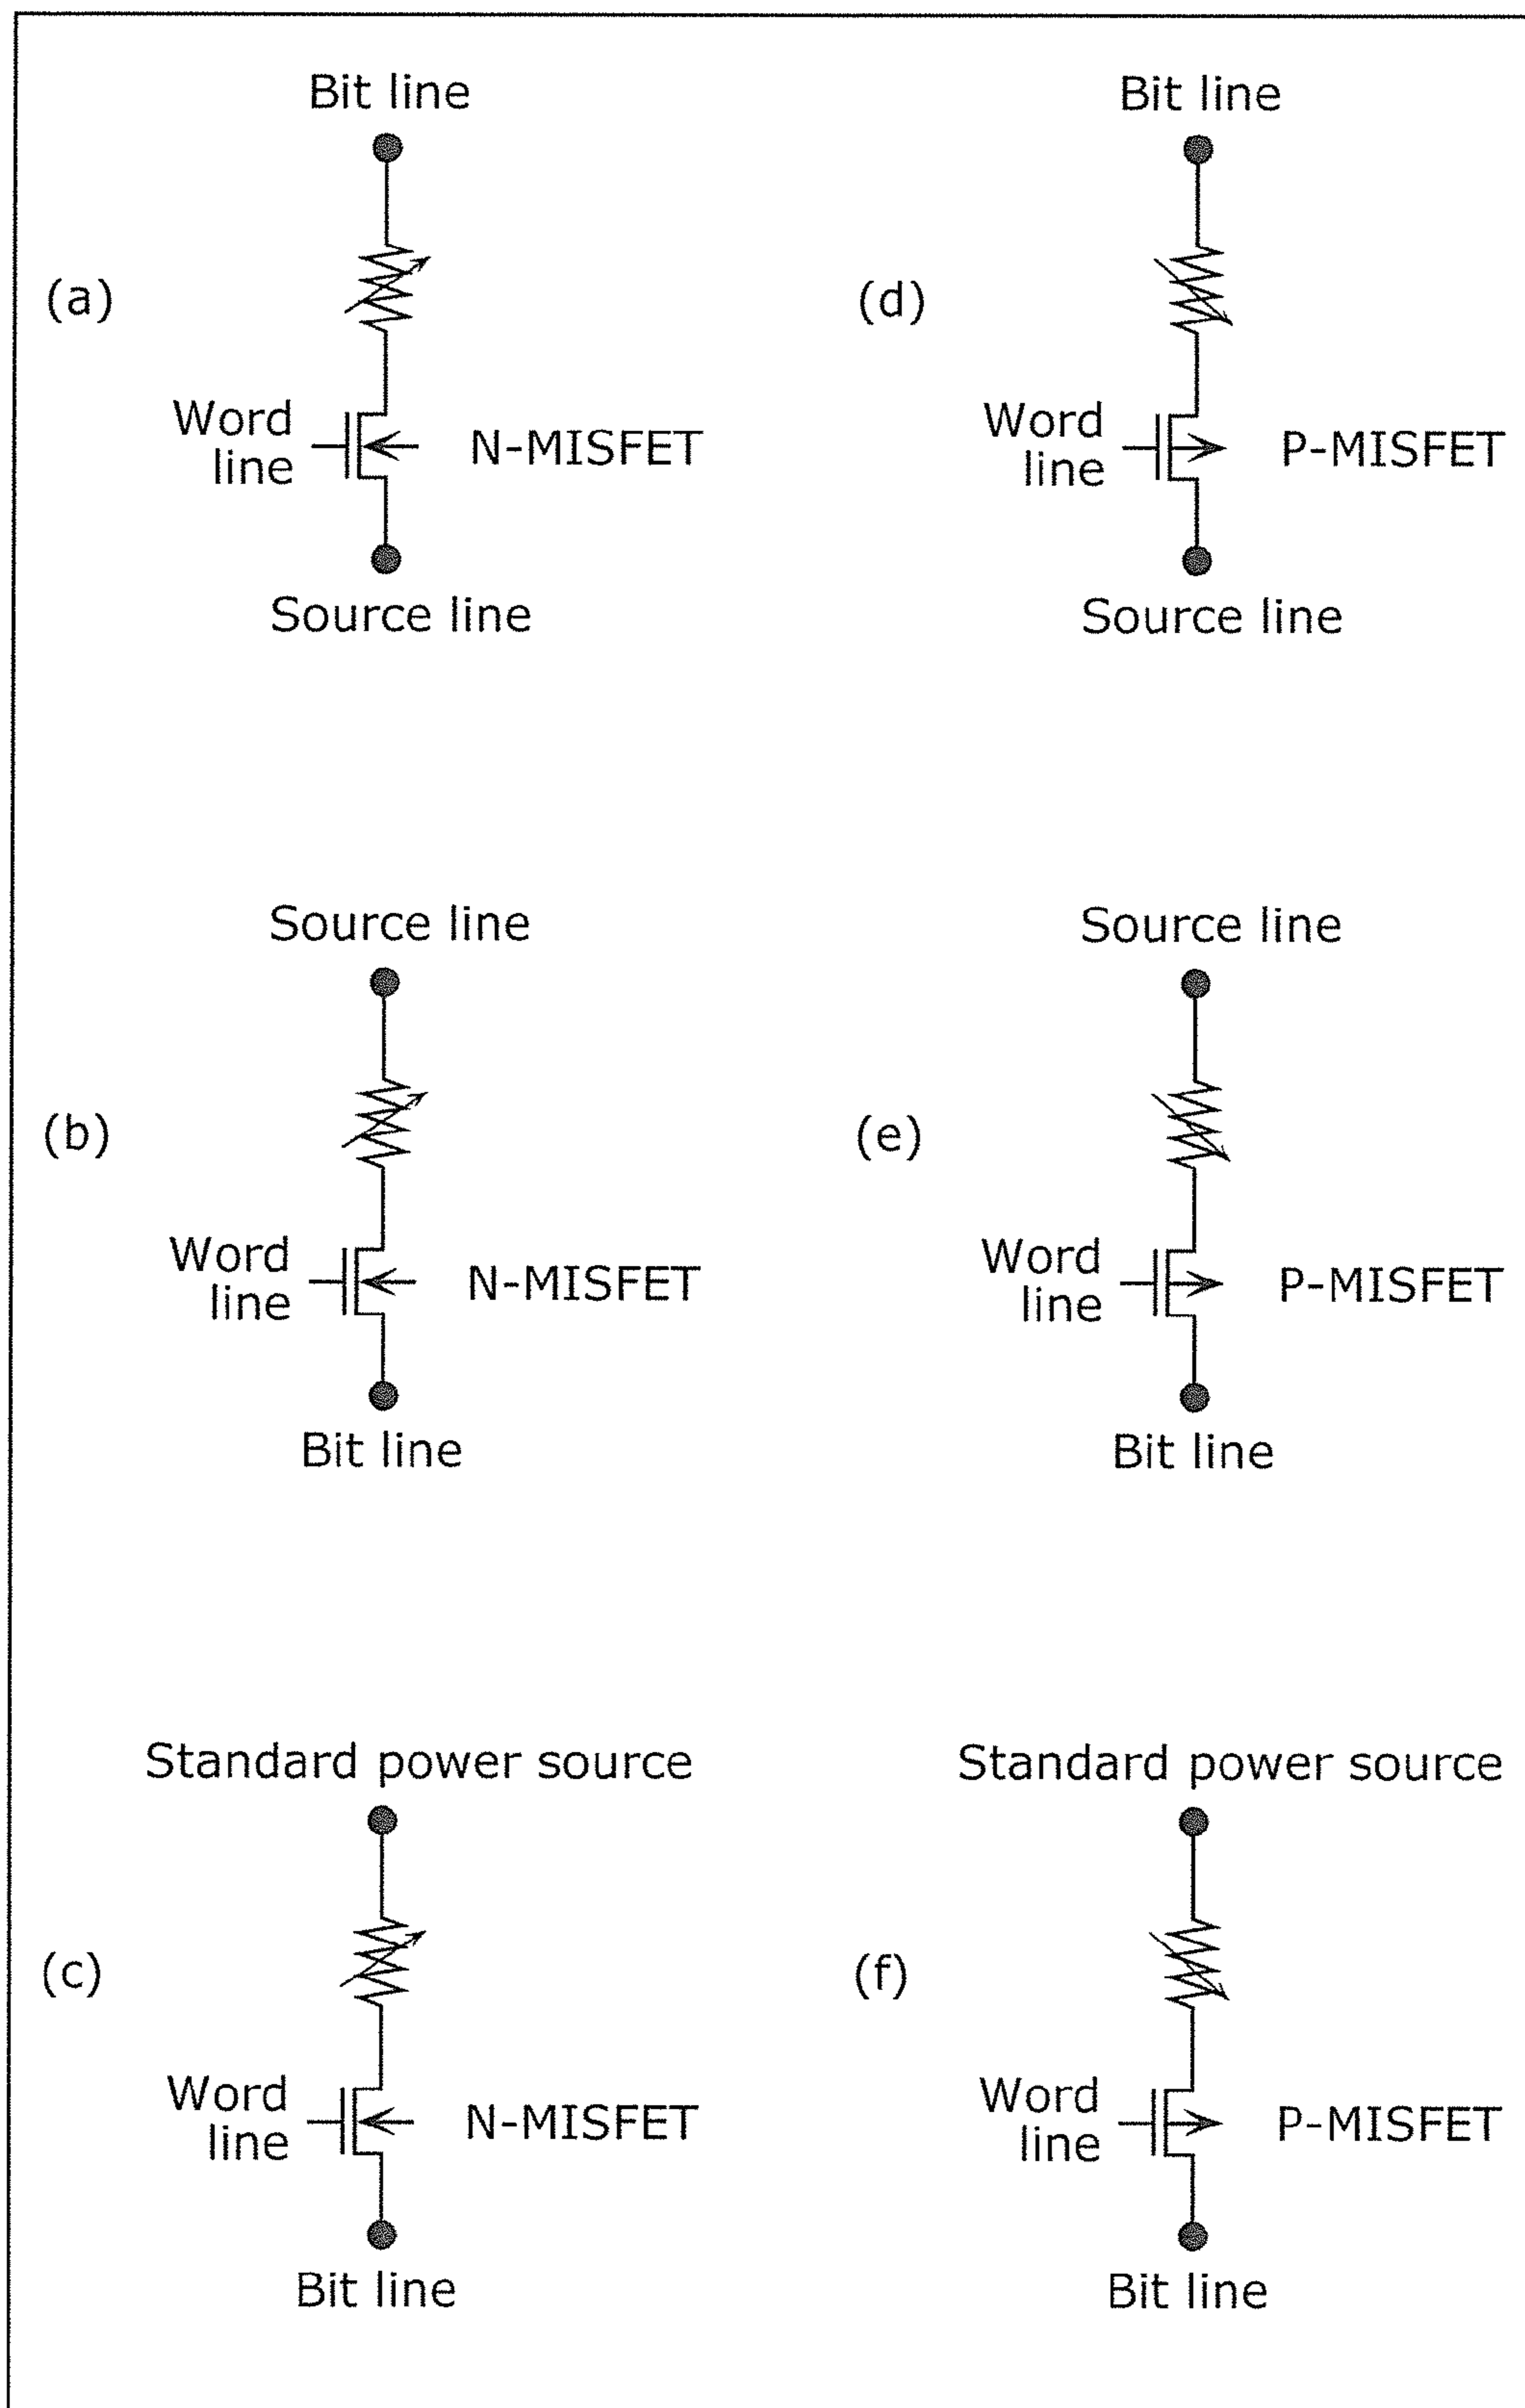 Bit line
(a)
Word
line
N-MISFET
Source line
Bit line
(d)
Word
line
P-MISFET
Source line
Source line
(b)
Word
line
N-MISFET
Bit line
Source line
(e)
Word
line
P-MISFET
Bit line
Standard power source
(c)
Word
line
N-MISFET
Bit line
Standard power source
(f)
Word
line
P-MISFET
Bit line